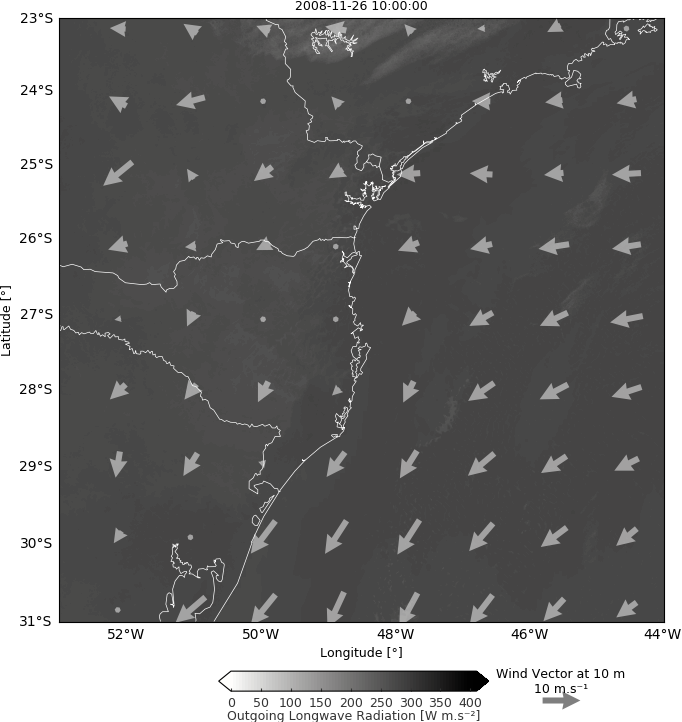 2008-11-26 10:00:00
23°S
24°S
25°S
26°S
27°S
28°S
29°S
30°S
31°S
Latitude [°]
52°W 50°W 48°W 46°W 44°W
Longitude [°]
0 50 100 150 200 250 300 350 400
Outgoing Longwave Radiation [W m.s⁻²]
Wind Vector at 10 m
10 m.s⁻¹